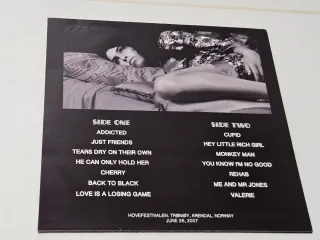 SIDE ONE
ADDICTED
JUST FRIENDS
TEARS DRY ON THEIR OWN
HE CAN ONLY HOLD HER
CHERRY
BACK TO BLACK
LOVE IS A LOSING GAME
SIDE TWO
CUPID
HEY LITTLE RICH GIRL
MONKEY MAN
YOU KNOW I'M NO GOOD
REHAB
ME AND MR JONES
VALERIE
HOVEFESTIVALEN, TROMØY, ARENDAL, NORWAY
JUNE 26, 2007